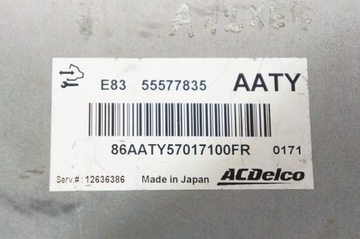 E83 55577835 AATY
86AATY57017100FR 0171
Serv.#: 12636386 Made in Japan ACDelco